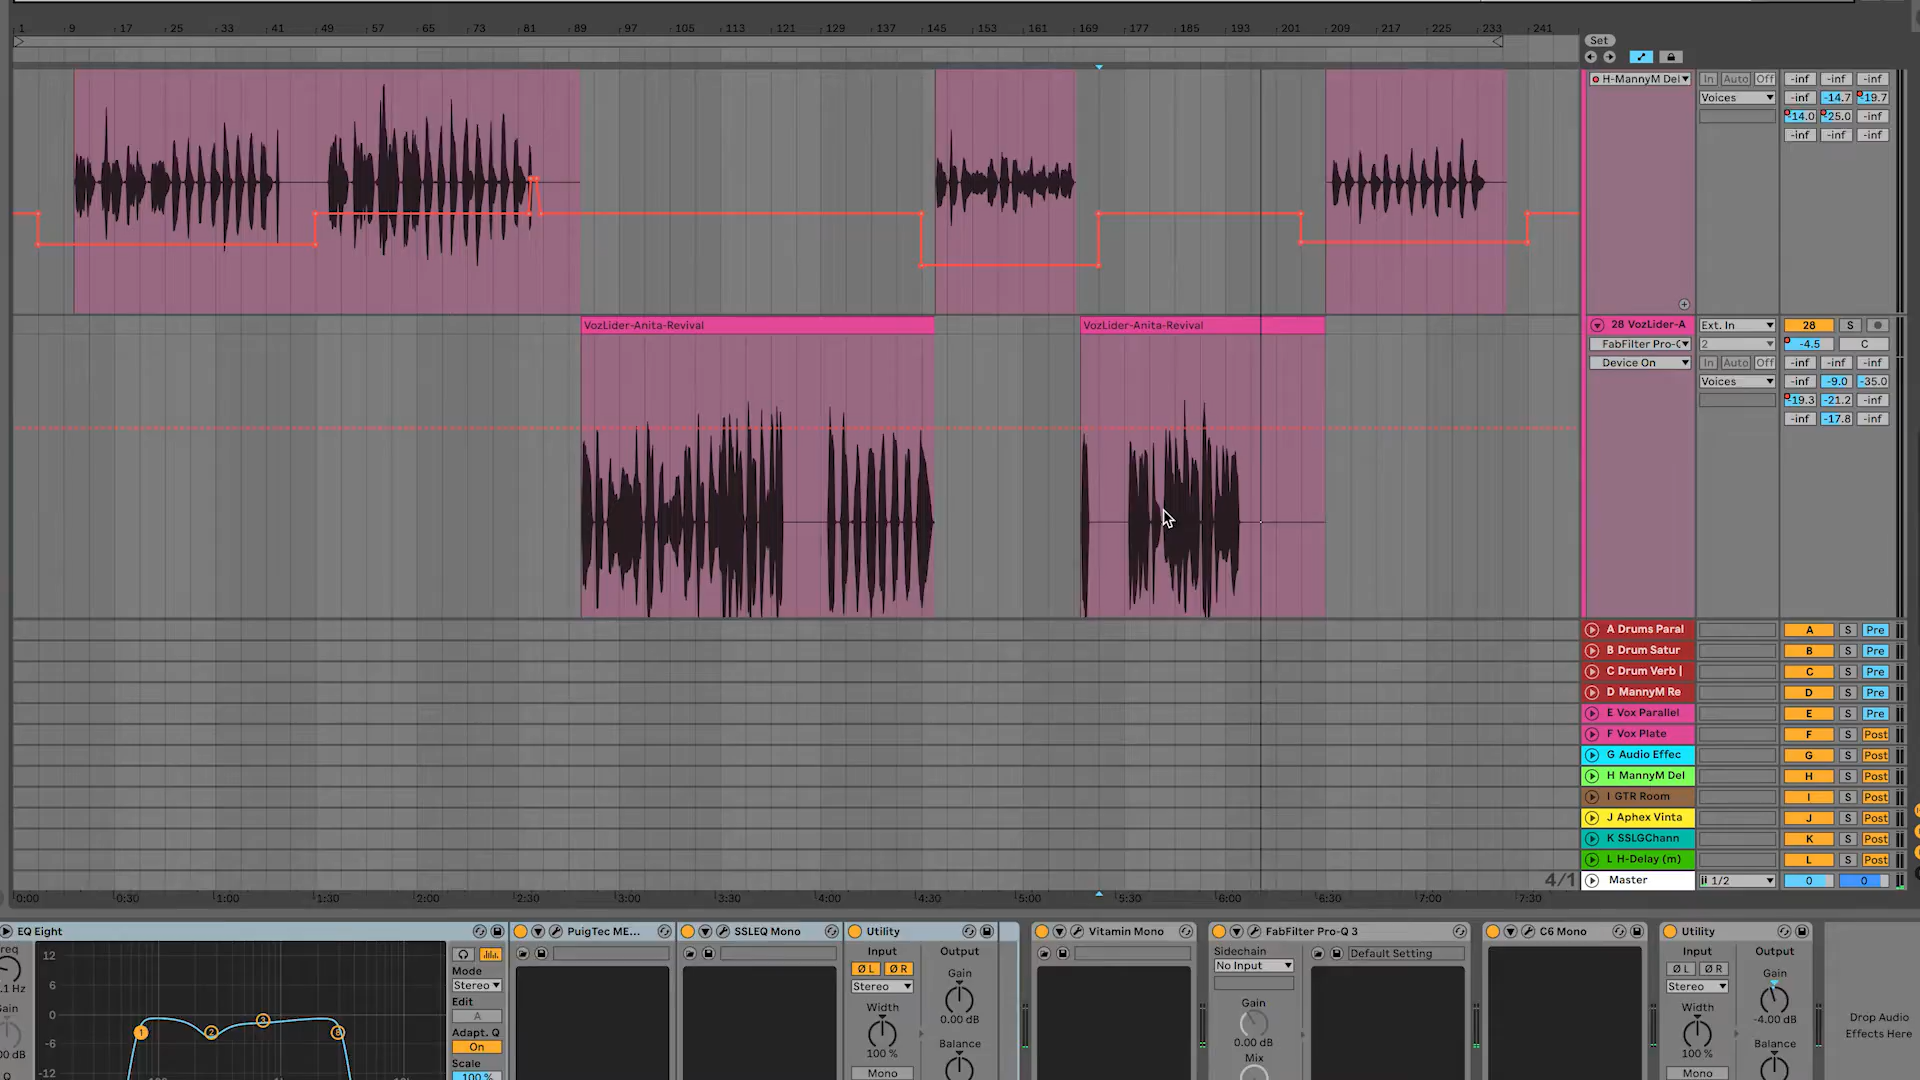 1 9 17 25 33 41 49 57 65 73 81 89 97 105 113 121 129 137 145 153 161 169 177 185 193 201 209 217 225 233 241
Set
H-MannyM Del
In Auto Off
-inf -inf -inf
Voices
-inf -14.7 -19.7
-14.0 -25.0 -inf
-inf -inf -inf
VozLider-Anita-Revival
VozLider-Anita-Revival
28 VozLider-A
Ext. In
28
S
FabFilter Pro-Q
2
-4.5
C
Device On
In Auto Off
-inf -inf -inf
Voices
-inf -9.0 -35.0
-19.3 -21.2 -inf
-inf -17.8 -inf
A Drums Paral A S Pre
B Drum Satur B S Pre
C Drum Verb | C S Pre
D MannyM Re D S Pre
E Vox Parallel E S Pre
F Vox Plate F S Post
G Audio Effec G S Post
H MannyM Del H S Post
I GTR Room I S Post
J Aphex Vinta J S Post
K SSLGChann K S Post
L H-Delay (m) L S Post
4/1
Master 1/2 0 0
0:00 0:30 1:00 1:30 2:00 2:30 3:00 3:30 4:00 4:30 5:00 5:30 6:00 6:30 7:00 7:30
EQ Eight
12
6
0
-6
-12
1 2 3 8
Mode
Stereo
Edit
A
Adapt. Q
On
Scale
100 %
PuigTec ME...
SSLEQ Mono
Utility
Input
Output
Ø L Ø R
Gain
Stereo
Width
0.00 dB
100 %
Balance
Mono
Vitamin Mono
FabFilter Pro-Q 3
Sidechain
No Input
Default Setting
Gain
0.00 dB
Mix
C6 Mono
Utility
Input
Output
Ø L Ø R
Gain
Stereo
Width
-4.00 dB
100 %
Balance
Mono
Drop Audio
Effects Here